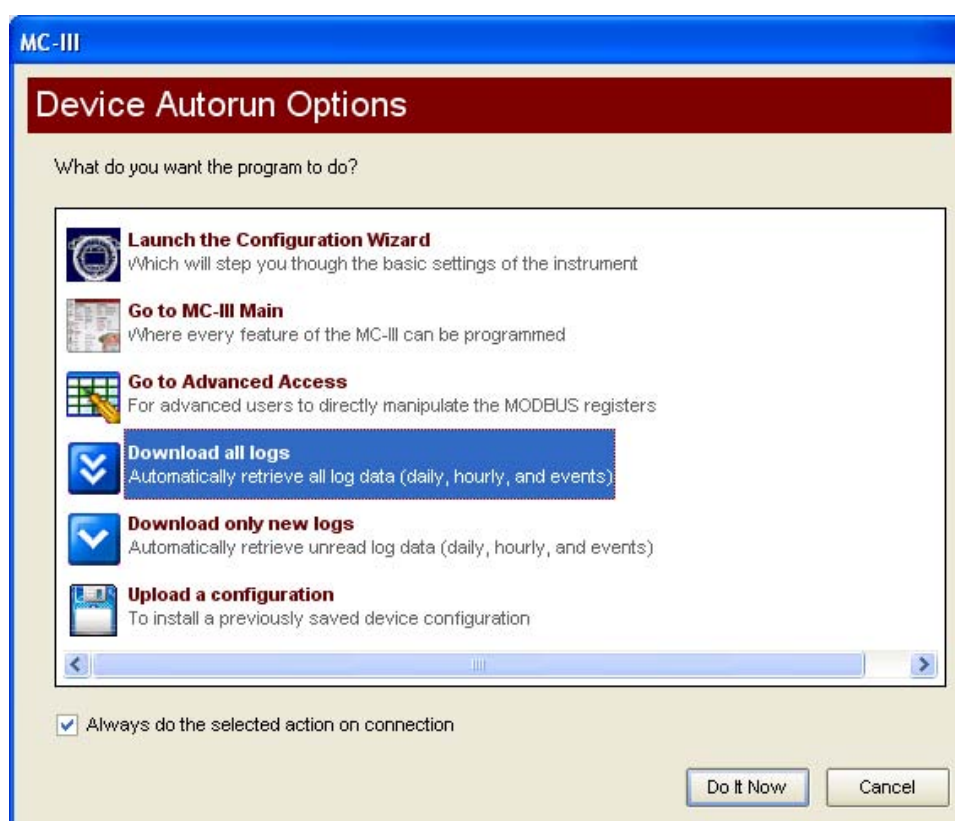 MC-III
Device Autorun Options
What do you want the program to do?
Launch the Configuration Wizard
Which will step you though the basic settings of the instrument
Go to MC-III Main
Where every feature of the MC-III can be programmed
Go to Advanced Access
For advanced users to directly manipulate the MODBUS registers
Download all logs
Automatically retrieve all log data (daily, hourly, and events)
Download only new logs
Automatically retrieve unread log data (daily, hourly, and events)
Upload a configuration
To install a previously saved device configuration
Always do the selected action on connection
Do It Now
Cancel